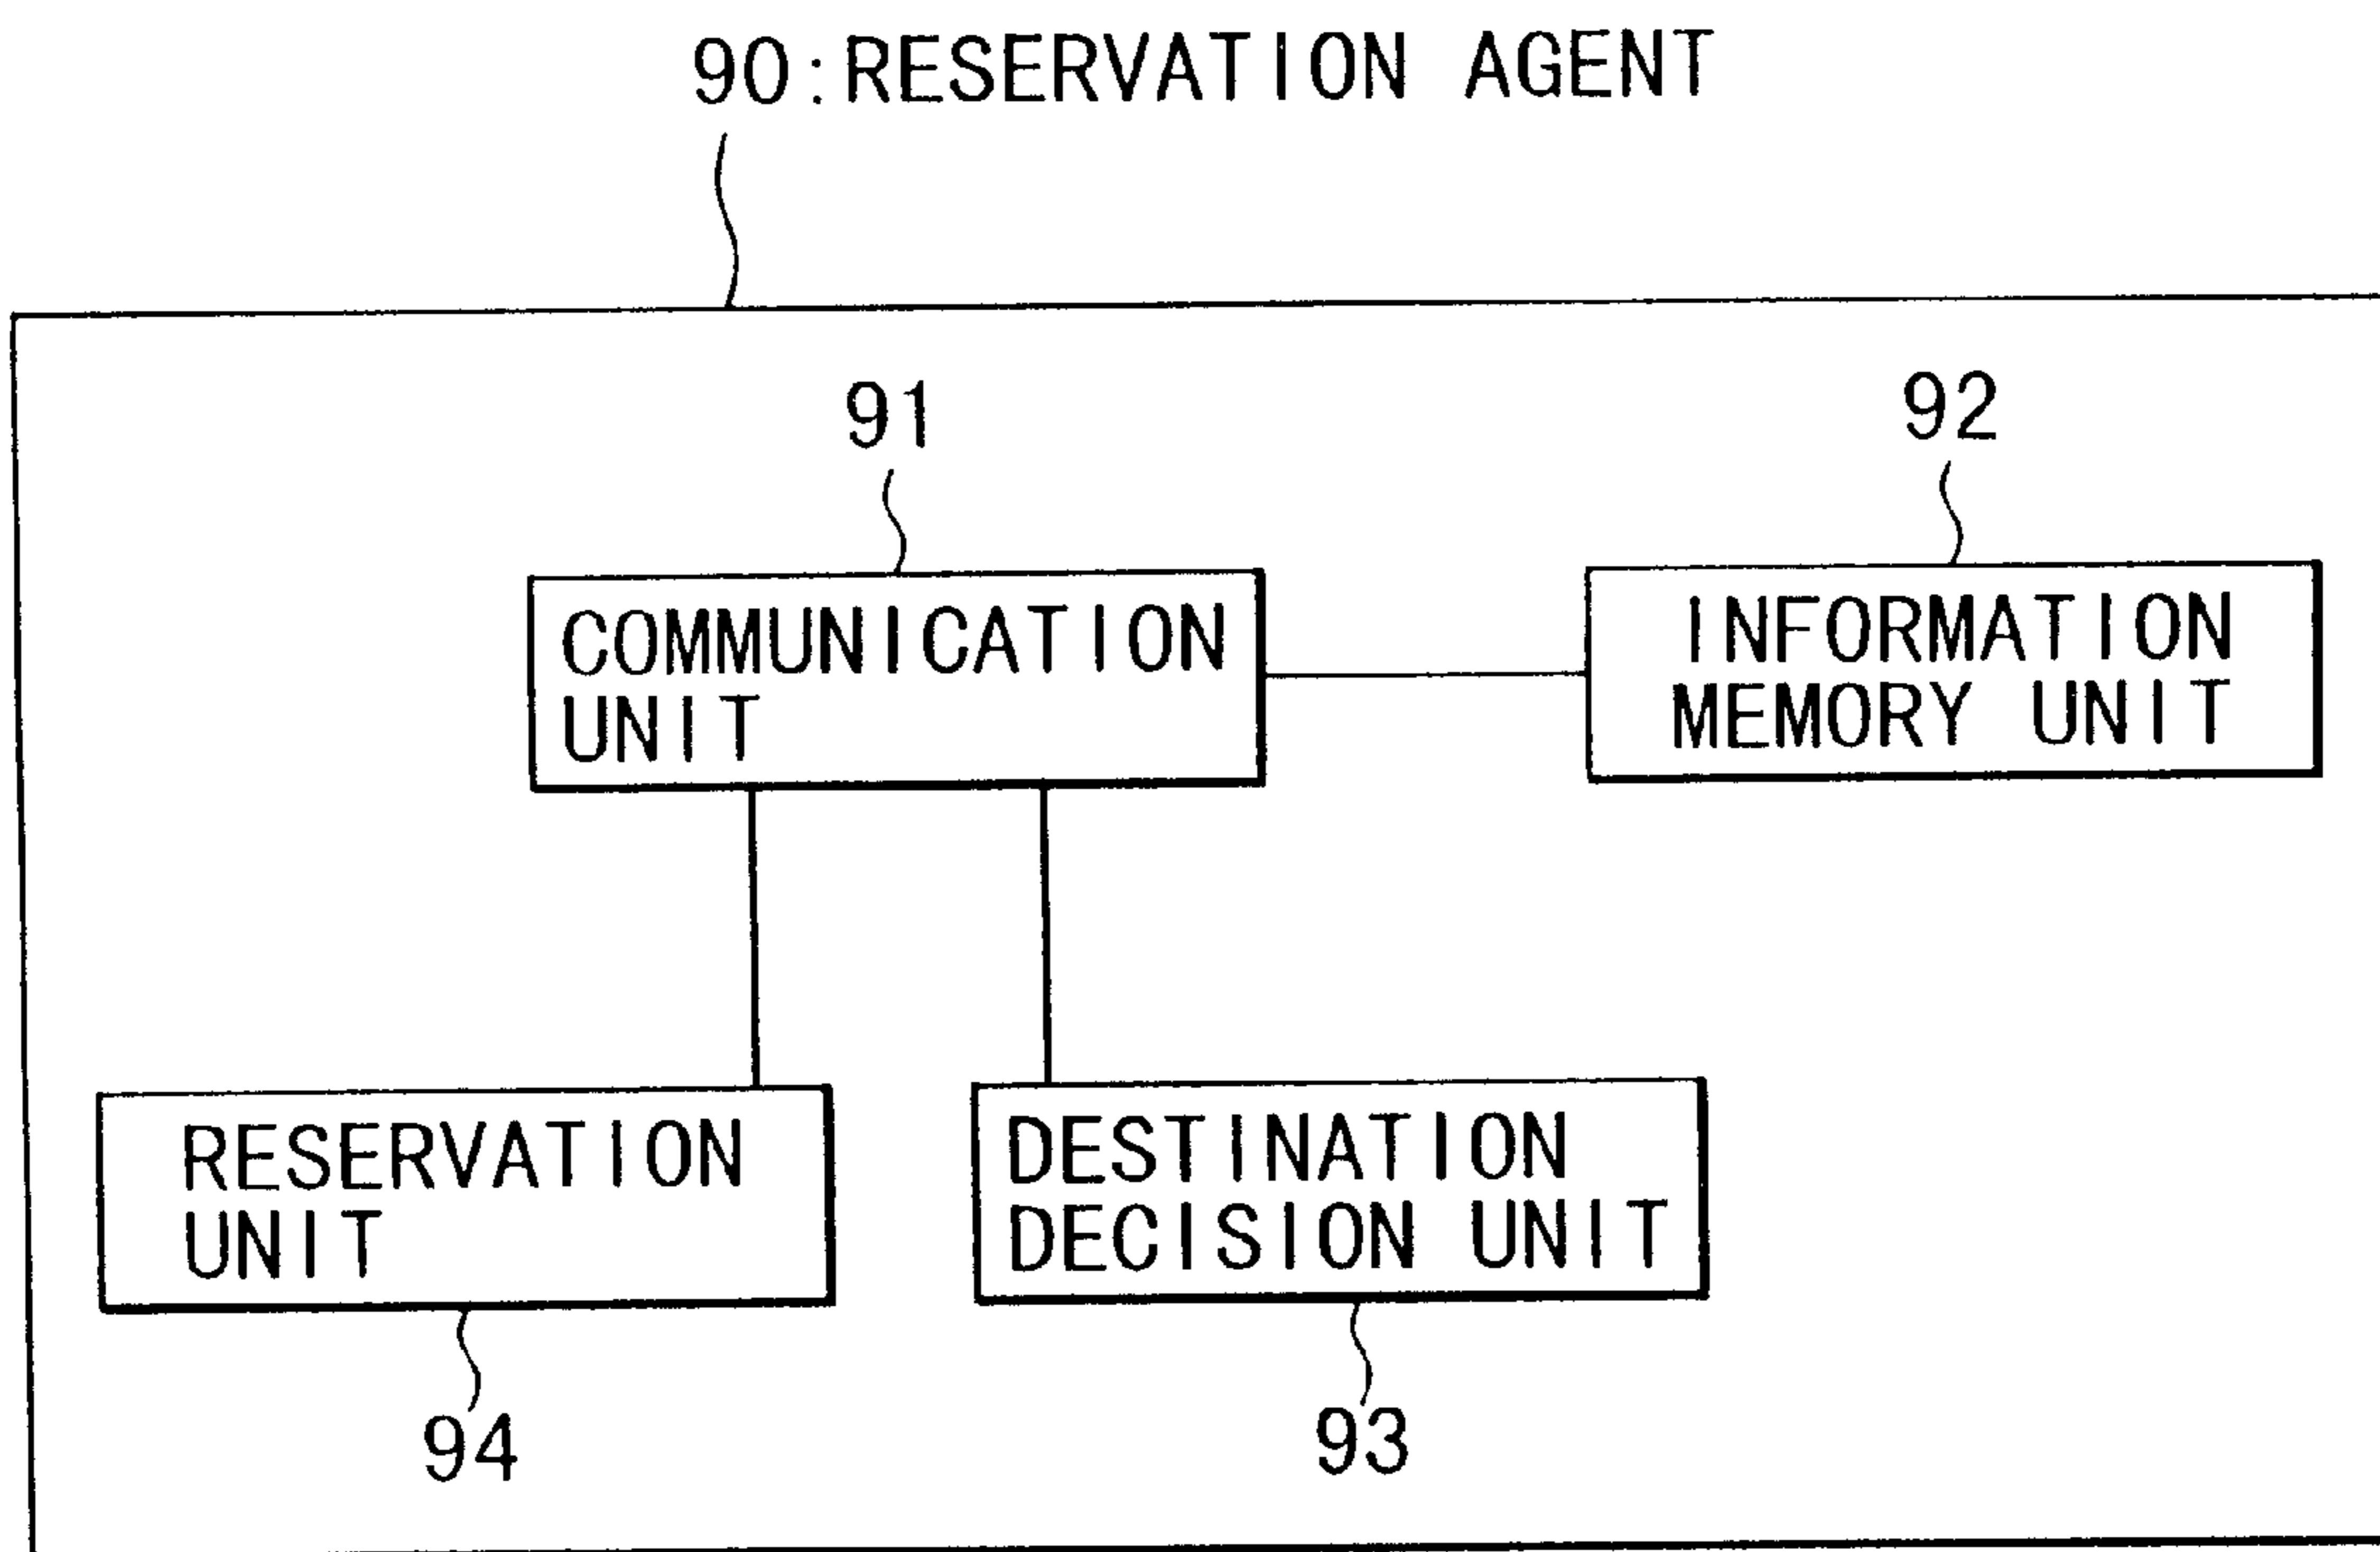 90:RESERVATION AGENT
91
92
COMMUNICATION
UNIT
INFORMATION
MEMORY UNIT
RESERVATION
UNIT
DESTINATION
DECISION UNIT
94
93